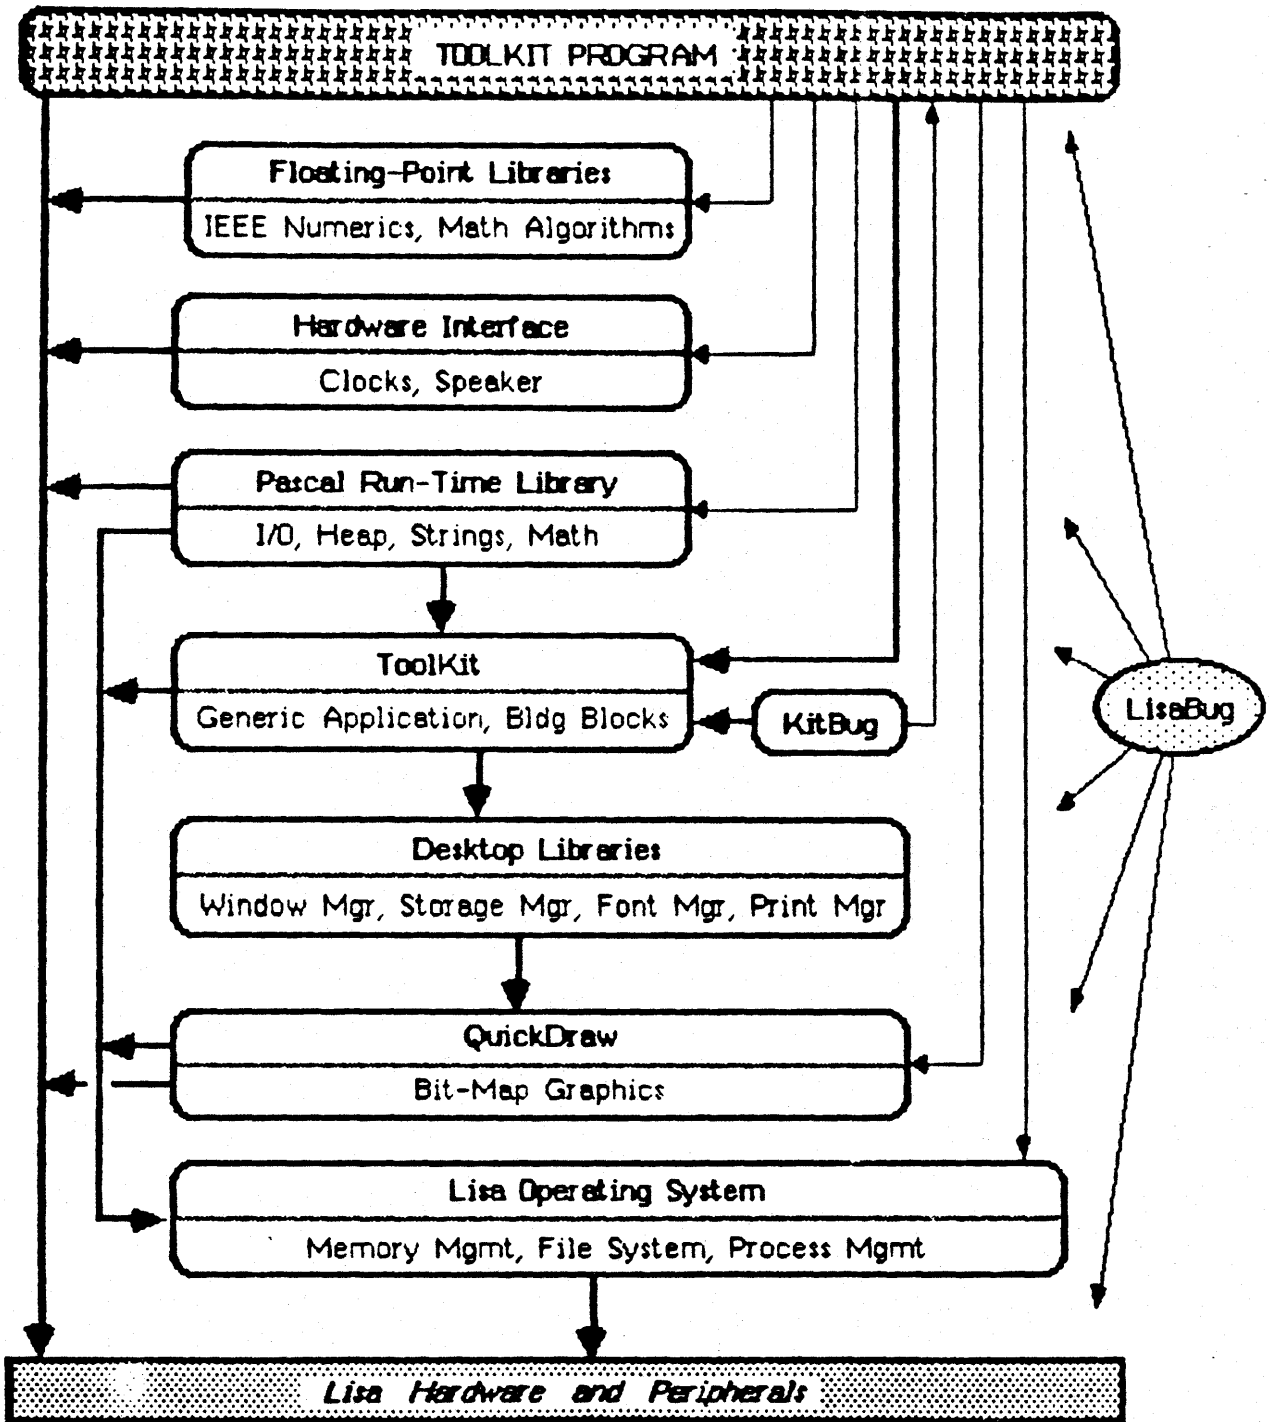 TOOLKIT PROGRAM
Floating-Point Libraries
IEEE Numerics, Math Algorithms
Hardware Interface
Clocks, Speaker
Pascal Run-Time Library
I/O, Heap, Strings, Math
ToolKit
Generic Application, Bldg Blocks
KitBug
LisaBug
Desktop Libraries
Window Mgr, Storage Mgr, Font Mgr, Print Mgr
QuickDraw
Bit-Map Graphics
Lisa Operating System
Memory Mgmt, File System, Process Mgmt
Lisa Hardware and Peripherals